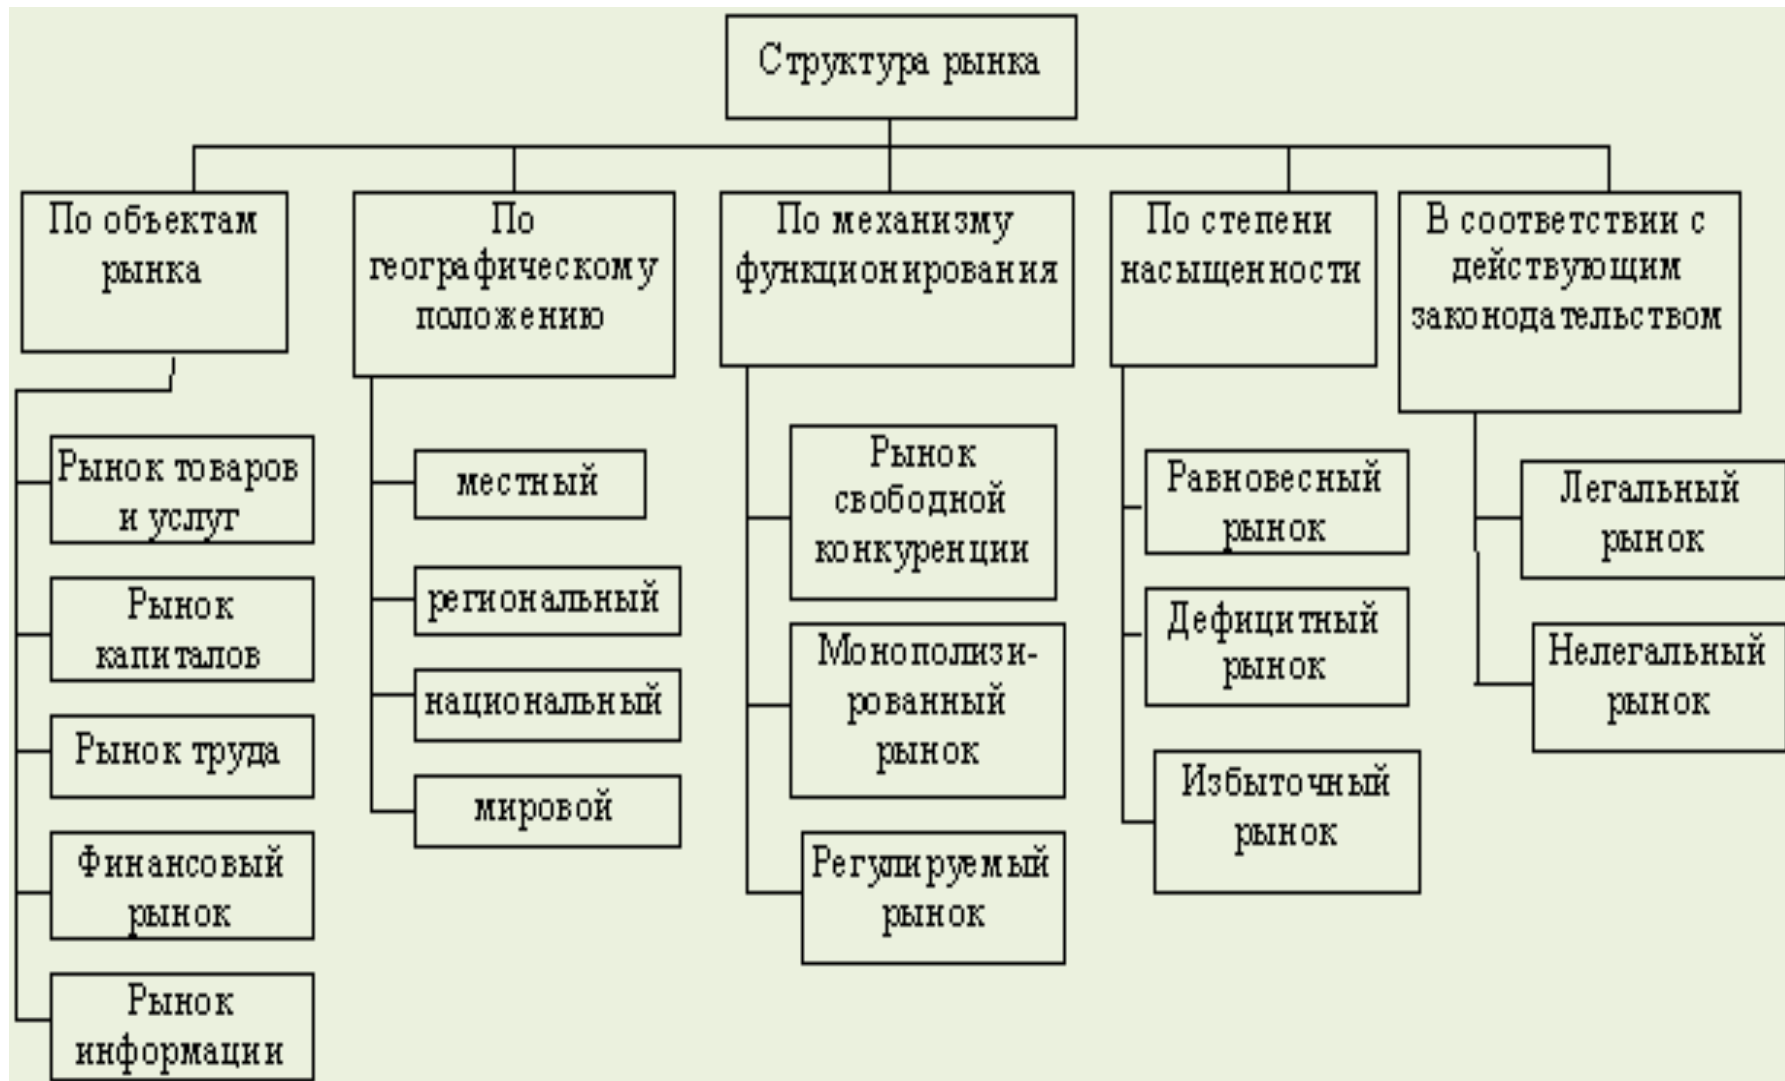 Структура рынка
По объектам
рынка
По
географическому
положению
По механизму
функционирования
По степени
насыщенности
В соответствии с
действующим
законодательством
Рынок товаров
и услуг
Рынок
капиталов
Рынок труда
Финансовый
рынок
Рынок
информации
местный
региональный
национальный
мировой
Рынок
свободной
конкуренции
Монополизи-
рованный
рынок
Регулируемый
рынок
Равновесный
рынок
Дефицитный
рынок
Избыточный
рынок
Легальный
рынок
Нелегальный
рынок